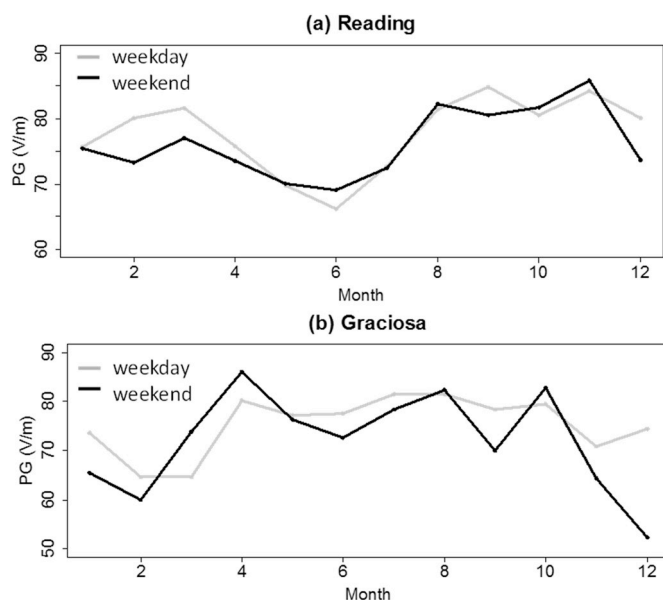 (a) Reading
90
80
70
60
PG (V/m)
weekday
weekend
2 4 6 8 10 12
Month
(b) Graciosa
90
80
70
60
50
PG (V/m)
weekday
weekend
2 4 6 8 10 12
Month